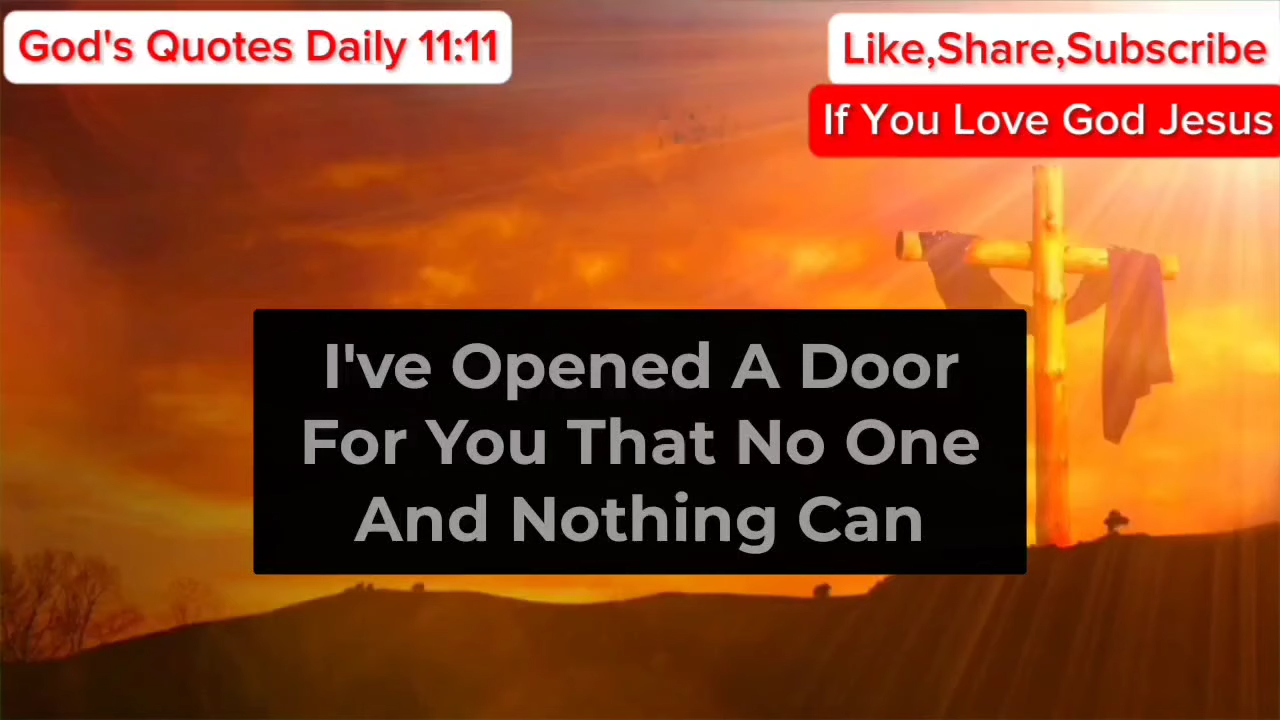 God's Quotes Daily 11:11
Like,Share,Subscribe
If You Love God Jesus
I've Opened A Door
For You That No One
And Nothing Can